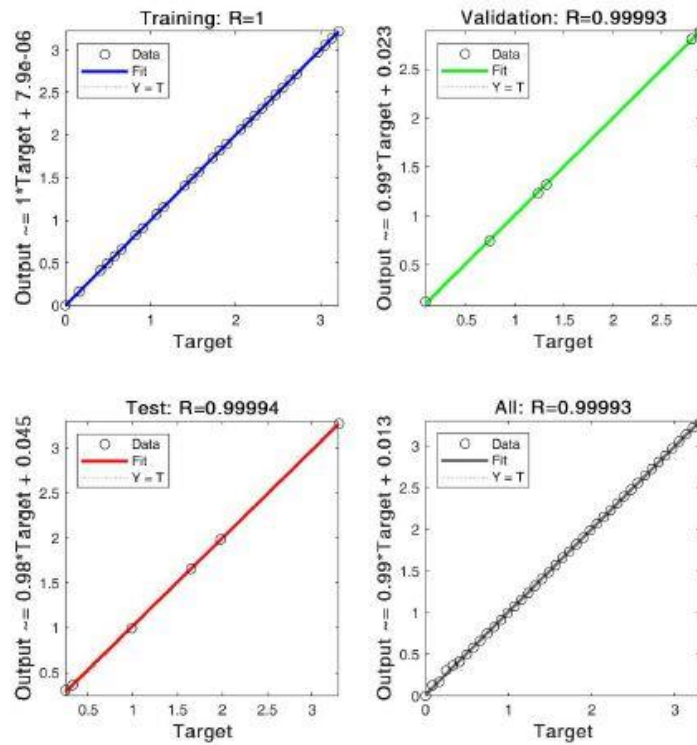 Training: R=1
Output ~= 1*Target + 7.9e-06
Data
Fit
Y = T
3
2.5
2
1.5
1
0.5
0
0
1
2
3
Target
Validation: R=0.99993
Output ~= 0.99*Target + 0.023
Data
Fit
Y = T
2.5
2
1.5
1
0.5
0.5
1
1.5
2
2.5
Target
Test: R=0.99994
Output ~= 0.98*Target + 0.045
Data
Fit
Y = T
3
2.5
2
1.5
1
0.5
0.5
1
1.5
2
2.5
3
Target
All: R=0.99993
Output ~= 0.99*Target + 0.013
Data
Fit
Y = T
3
2.5
2
1.5
1
0.5
0
0
1
2
3
Target